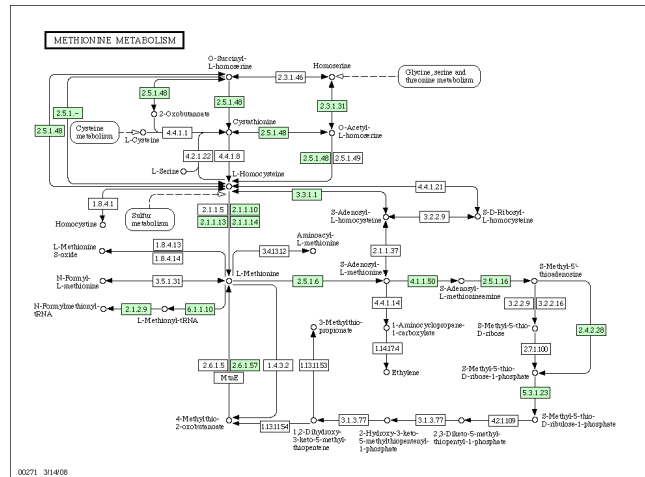 METHIONINE METABOLISM
O-Succinyl-
L-homoserine
2.3.1.46
Homoserine
Glycine, serine and
threonine metabolism
2.5.1.48
2.5.1.-
2.5.1.48
2-Oxobutanoate
2.5.1.48
2.3.1.31
Cysteine
metabolism
L-Cysteine
4.4.1.1
Cystathionine
2.5.1.48
O-Acetyl-
L-homoserine
4.2.1.22
4.4.1.8
2.5.1.48
2.5.1.49
L-Serine
L-Homocysteine
3.3.1.1
4.4.1.21
1.8.4.1
Homocystine
Sulfur
metabolism
2.1.1.5
2.1.1.10
2.1.1.13
2.1.1.14
S-Adenosyl-
L-homocysteine
3.2.2.9
S-D-Ribosyl-
L-homocysteine
L-Methionine
S-oxide
1.8.4.13
1.8.4.14
3.4.13.12
Aminoacyl-
L-methionine
2.1.1.37
N-Formyl-
L-methionine
3.5.1.31
L-Methionine
2.5.1.6
S-Adenosyl-
L-methionine
4.1.1.50
S-Adenosyl-
L-methioninamine
2.5.1.16
S-Methyl-5'-
thioadenosine
N-Formylmethionyl-
tRNA
2.1.2.9
L-Methionyl-tRNA
6.1.1.10
4.4.1.14
3.2.2.9
3.2.2.16
3-Methylthio-
propionate
1-Aminocyclopropane-
1-carboxylate
S-Methyl-5-thio-
D-ribose
2.4.2.28
1.14.17.4
2.7.1.100
2.6.1.5
2.6.1.57
MtnE
1.4.3.2
1.13.11.53
Ethylene
S-Methyl-5-thio-
D-ribose-1-phosphate
5.3.1.23
4-Methylthio-
2-oxobutanoate
1.13.11.54
1,2-Dihydroxy-
3-keto-5-methyl-
thiopentene
3.1.3.77
2-Hydroxy-3-keto-
5-methylthiopentenyl-
1-phosphate
3.1.3.77
2,3-Diketo-5-methyl-
thiopentyl-1-phosphate
4.2.1.109
S-Methyl-5-thio-
D-ribulose-1-phosphate
00271 3/14/08